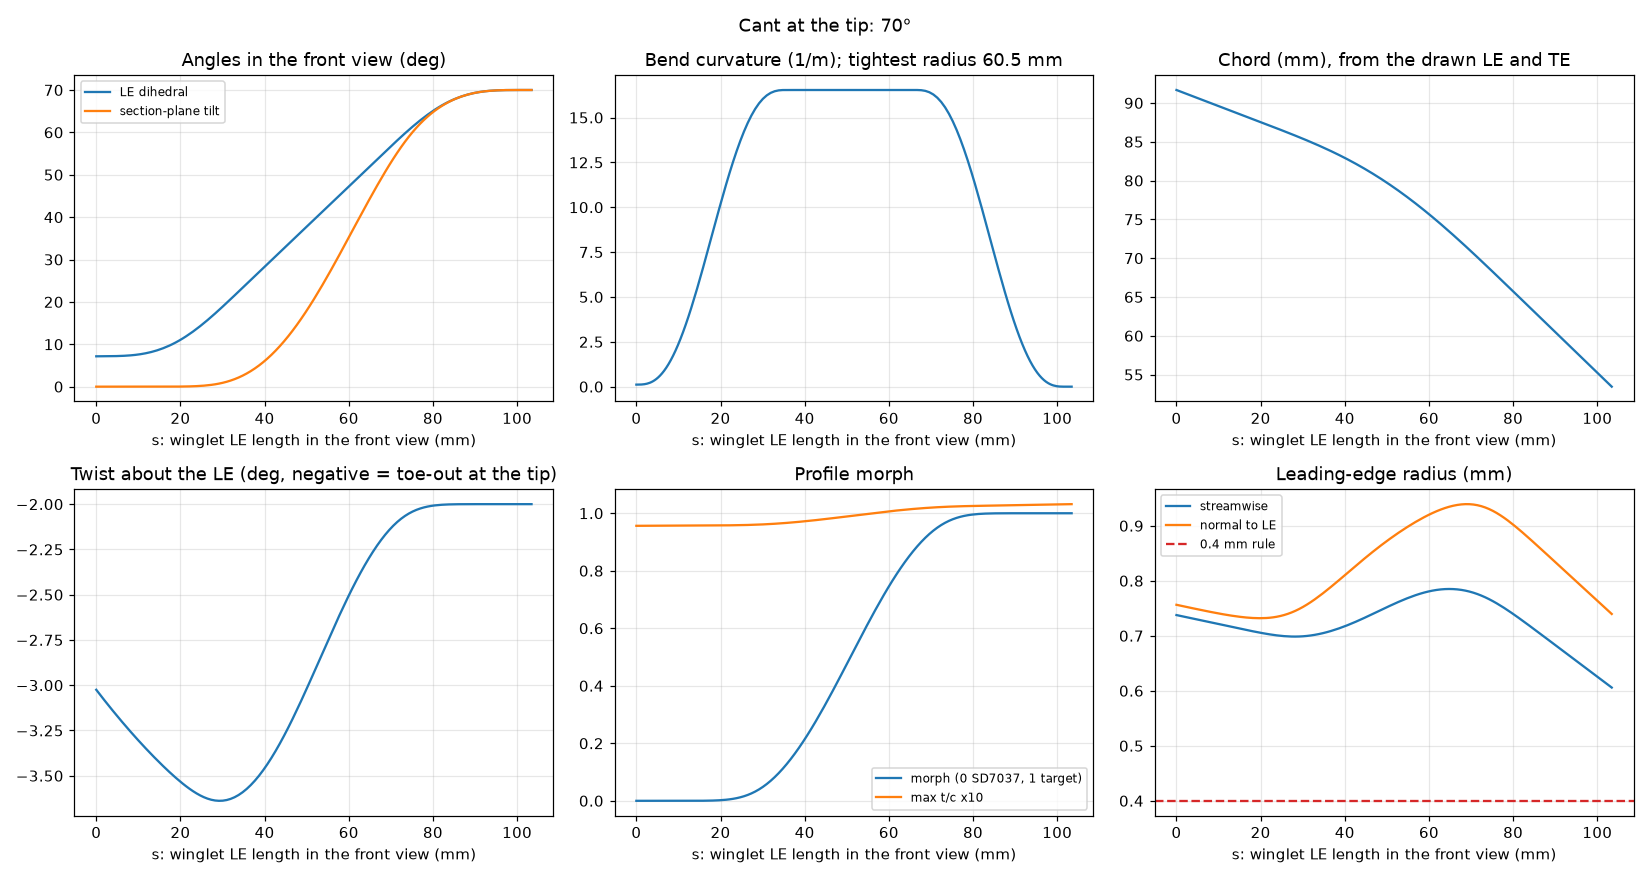 Cant at the tip: 70°
Angles in the front view (deg)
LE dihedral
section-plane tilt
70
60
50
40
30
20
10
0
0 20 40 60 80 100
s: winglet LE length in the front view (mm)
Bend curvature (1/m); tightest radius 60.5 mm
15.0
12.5
10.0
7.5
5.0
2.5
0.0
0 20 40 60 80 100
s: winglet LE length in the front view (mm)
Chord (mm), from the drawn LE and TE
90
85
80
75
70
65
60
55
0 20 40 60 80 100
s: winglet LE length in the front view (mm)
Twist about the LE (deg, negative = toe-out at the tip)
−2.00
−2.25
−2.50
−2.75
−3.00
−3.25
−3.50
0 20 40 60 80 100
s: winglet LE length in the front view (mm)
Profile morph
1.0
0.8
0.6
0.4
0.2
0.0
morph (0 SD7037, 1 target)
max t/c x10
0 20 40 60 80 100
s: winglet LE length in the front view (mm)
Leading-edge radius (mm)
streamwise
normal to LE
0.4 mm rule
0.9
0.8
0.7
0.6
0.5
0.4
0 20 40 60 80 100
s: winglet LE length in the front view (mm)